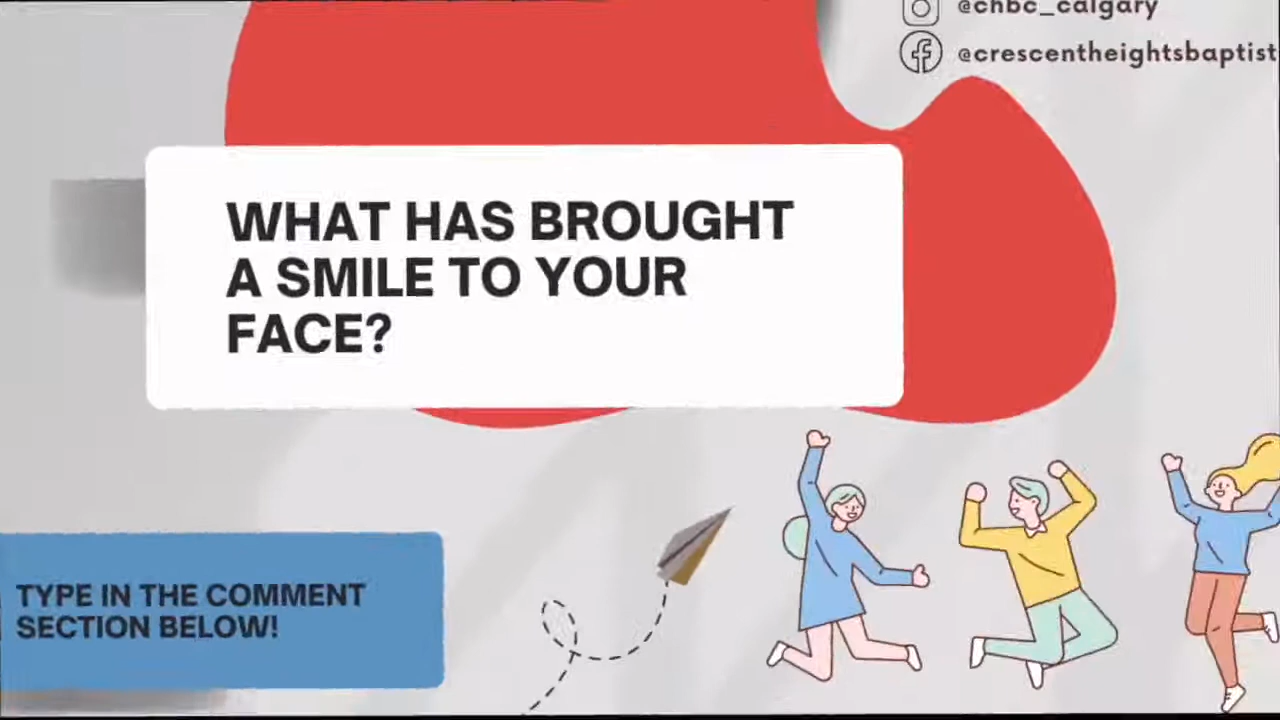 @chbc_calgary
@crescentheightsbaptist
WHAT HAS BROUGHT
A SMILE TO YOUR
FACE?
TYPE IN THE COMMENT
SECTION BELOW!